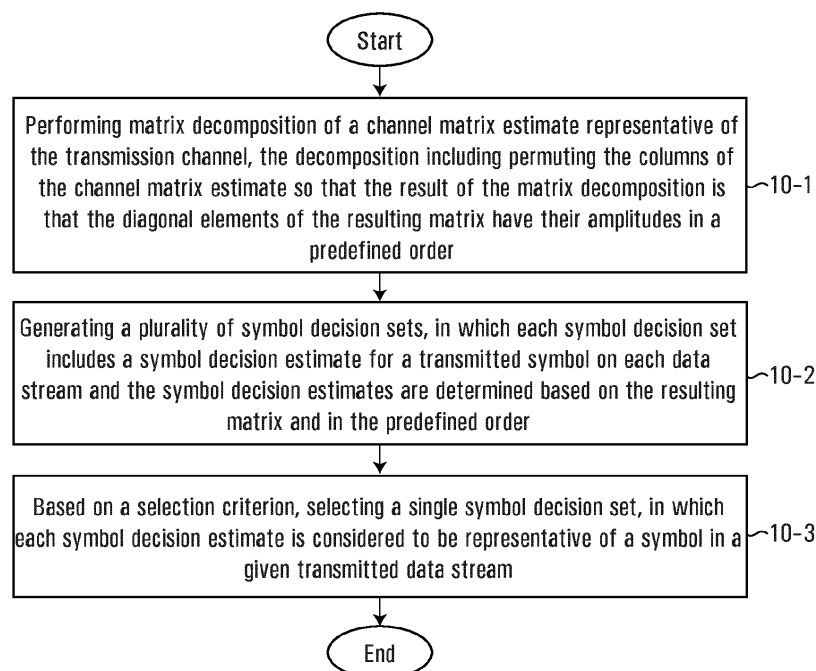 Start
Performing matrix decomposition of a channel matrix estimate representative of
the transmission channel, the decomposition including permuting the columns of
the channel matrix estimate so that the result of the matrix decomposition is
that the diagonal elements of the resulting matrix have their amplitudes in a
predefined order
10-1
Generating a plurality of symbol decision sets, in which each symbol decision set
includes a symbol decision estimate for a transmitted symbol on each data
stream and the symbol decision estimates are determined based on the resulting
matrix and in the predefined order
10-2
Based on a selection criterion, selecting a single symbol decision set, in which
each symbol decision estimate is considered to be representative of a symbol in a
given transmitted data stream
10-3
End